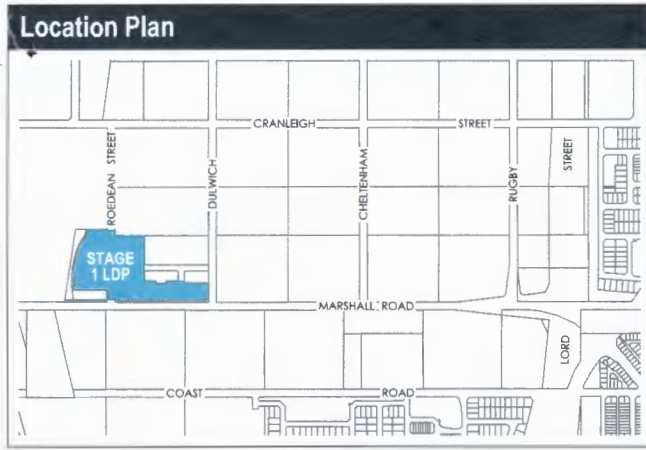 Location Plan
CRANLEIGH STREET
ROEDEAN STREET
DULWICH
CHELTENHAM
RUGBY
STREET
STAGE
1 LDP
MARSHALL ROAD
LORD
COAST ROAD